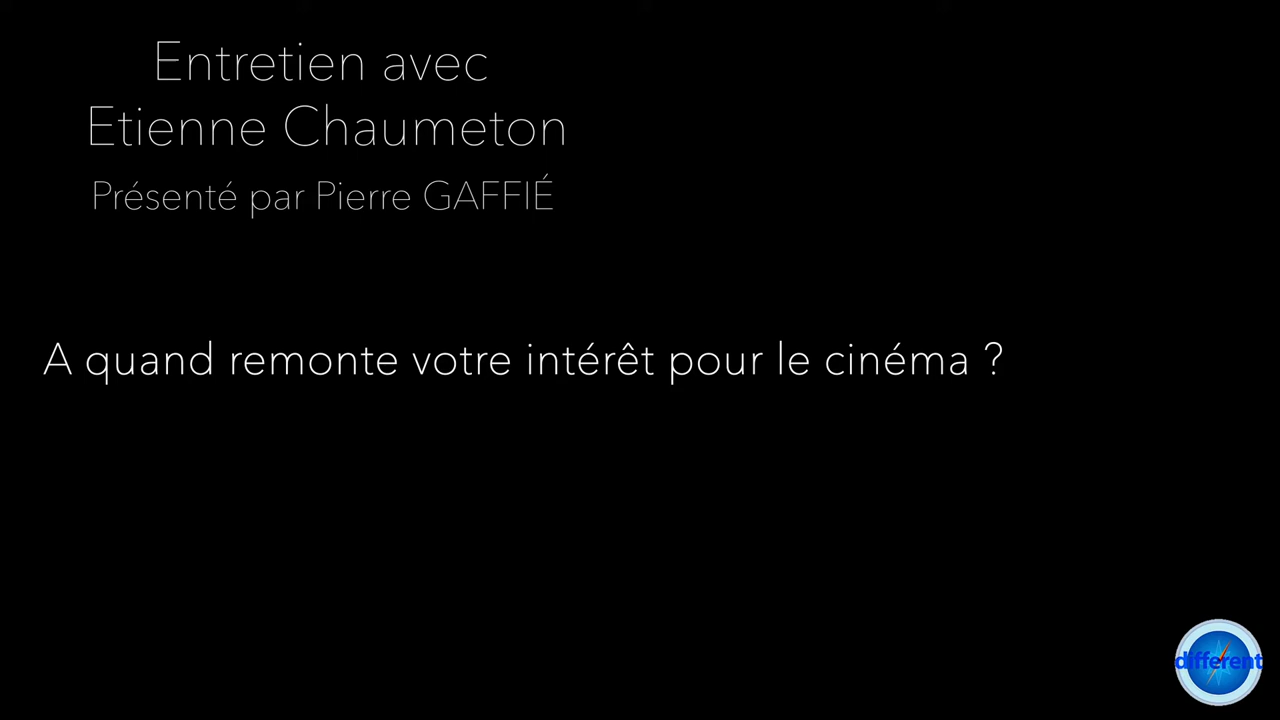 Entretien avec
Etienne Chaumeton
Présenté par Pierre GAFFIÉ
A quand remonte votre intérêt pour le cinéma ?
different